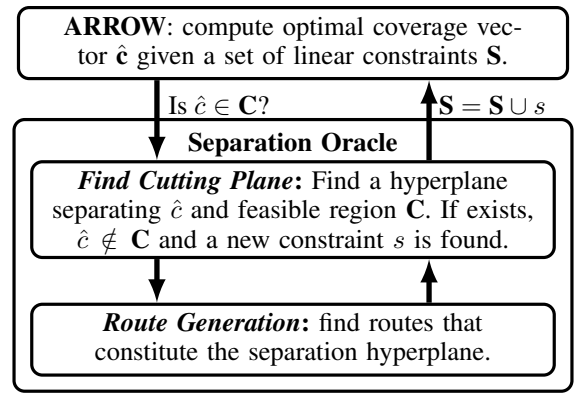 ARROW: compute optimal coverage vec-
tor ĉ given a set of linear constraints S.
Is ĉ ∈ C?
S = S ∪ s
Separation Oracle
Find Cutting Plane: Find a hyperplane
separating ĉ and feasible region C. If exists,
ĉ ∉ C and a new constraint s is found.
Route Generation: find routes that
constitute the separation hyperplane.